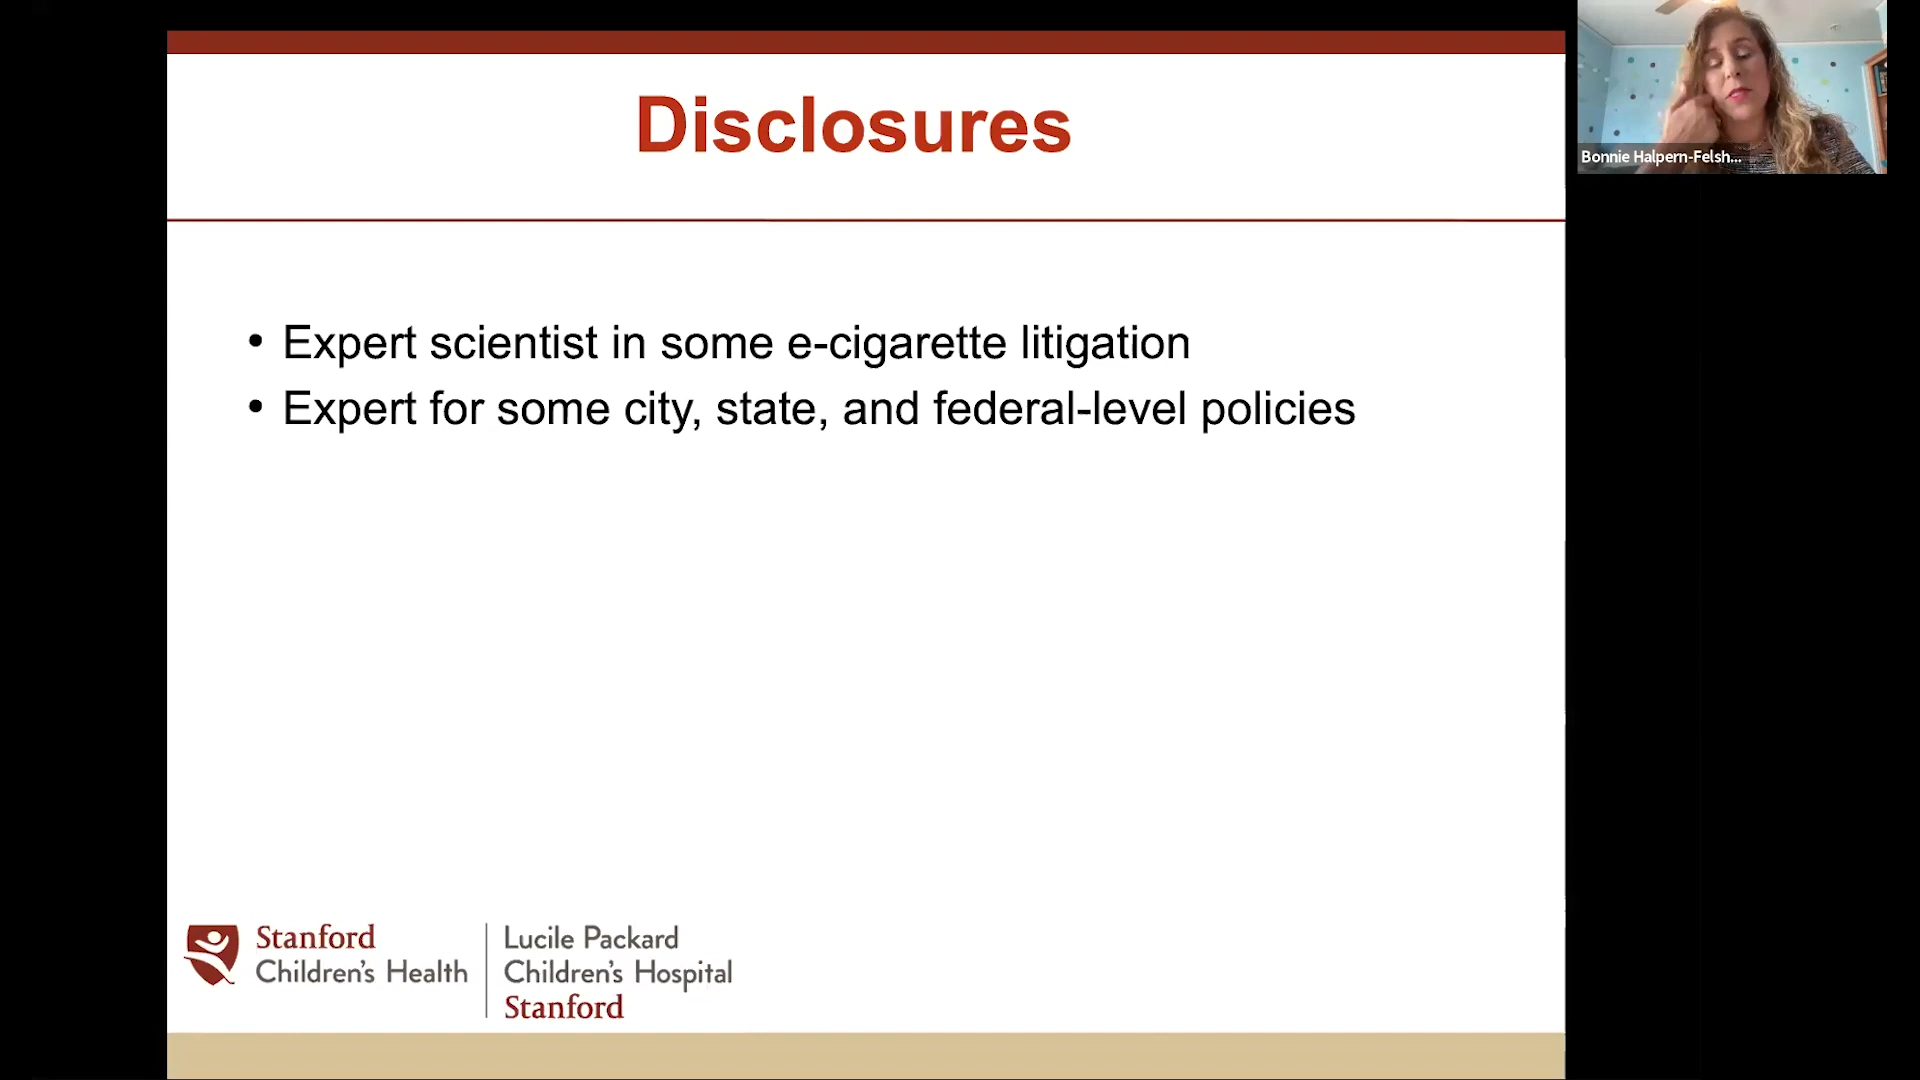 Disclosures
Bonnie Halpern-Felsh...
• Expert scientist in some e-cigarette litigation
• Expert for some city, state, and federal-level policies
Stanford
Children's Health
Lucile Packard
Children's Hospital
Stanford